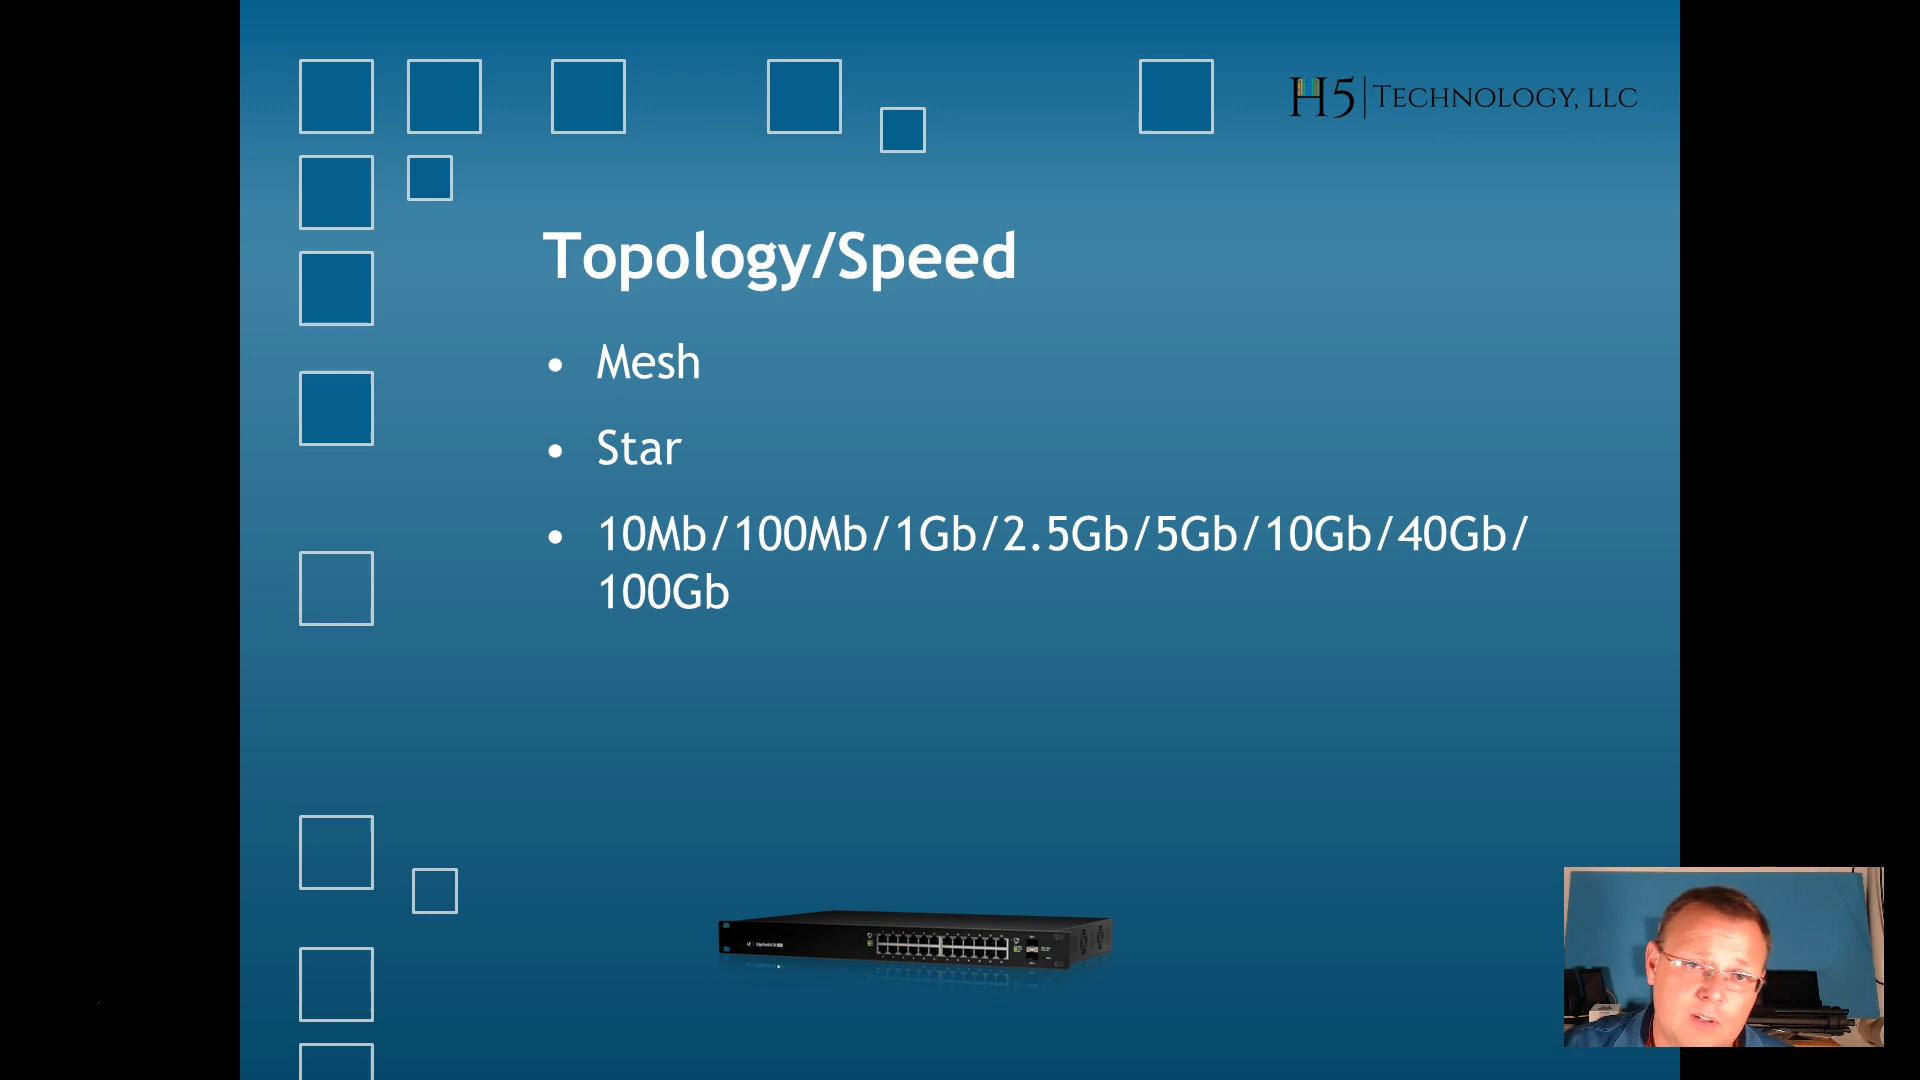 H5 TECHNOLOGY, LLC
Topology/Speed
• Mesh
• Star
• 10Mb/100Mb/1Gb/2.5Gb/5Gb/10Gb/40Gb/
100Gb